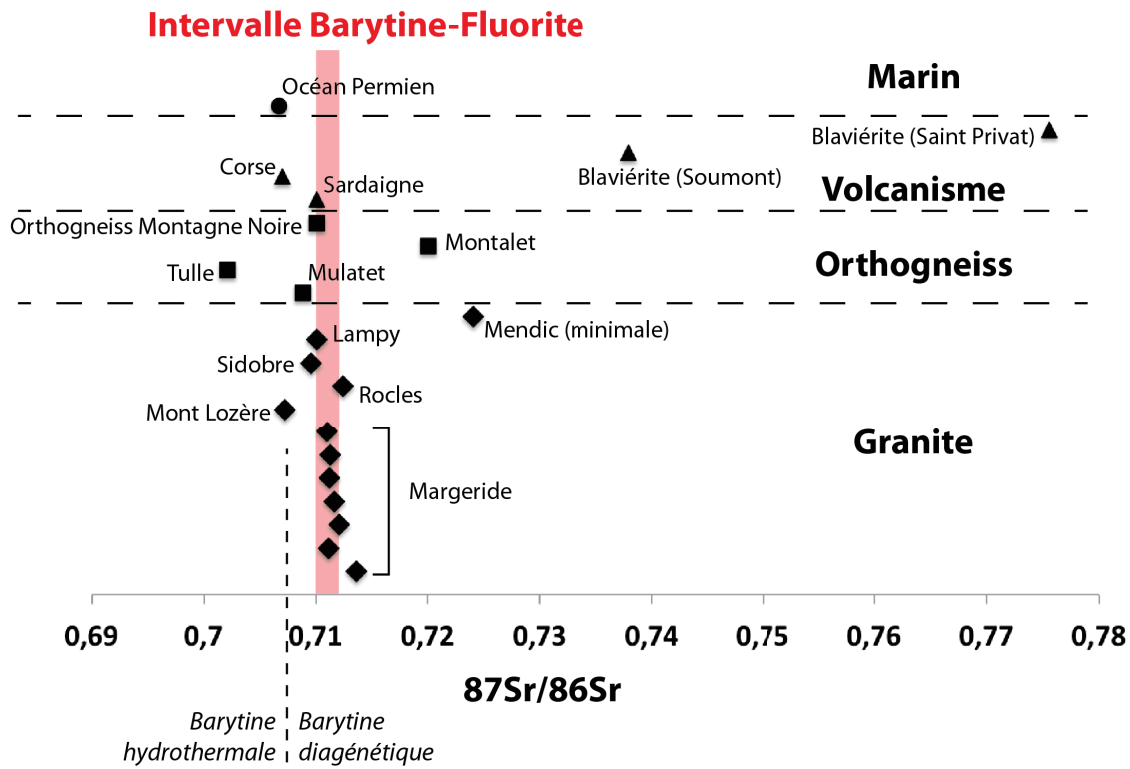 Intervalle Barytine-Fluorite
Marin
Océan Permien
Blaviérite (Saint Privat)
Corse
Blaviérite (Soumont)
Sardaigne
Volcanisme
Orthogneiss Montagne Noire
Montalet
Tulle
Mulatet
Orthogneiss
Mendic (minimale)
Lampy
Sidobre
Rocles
Mont Lozère
Granite
Margeride
0,69 0,7 0,71 0,72 0,73 0,74 0,75 0,76 0,77 0,78
87Sr/86Sr
Barytine
hydrothermale
Barytine
diagénétique